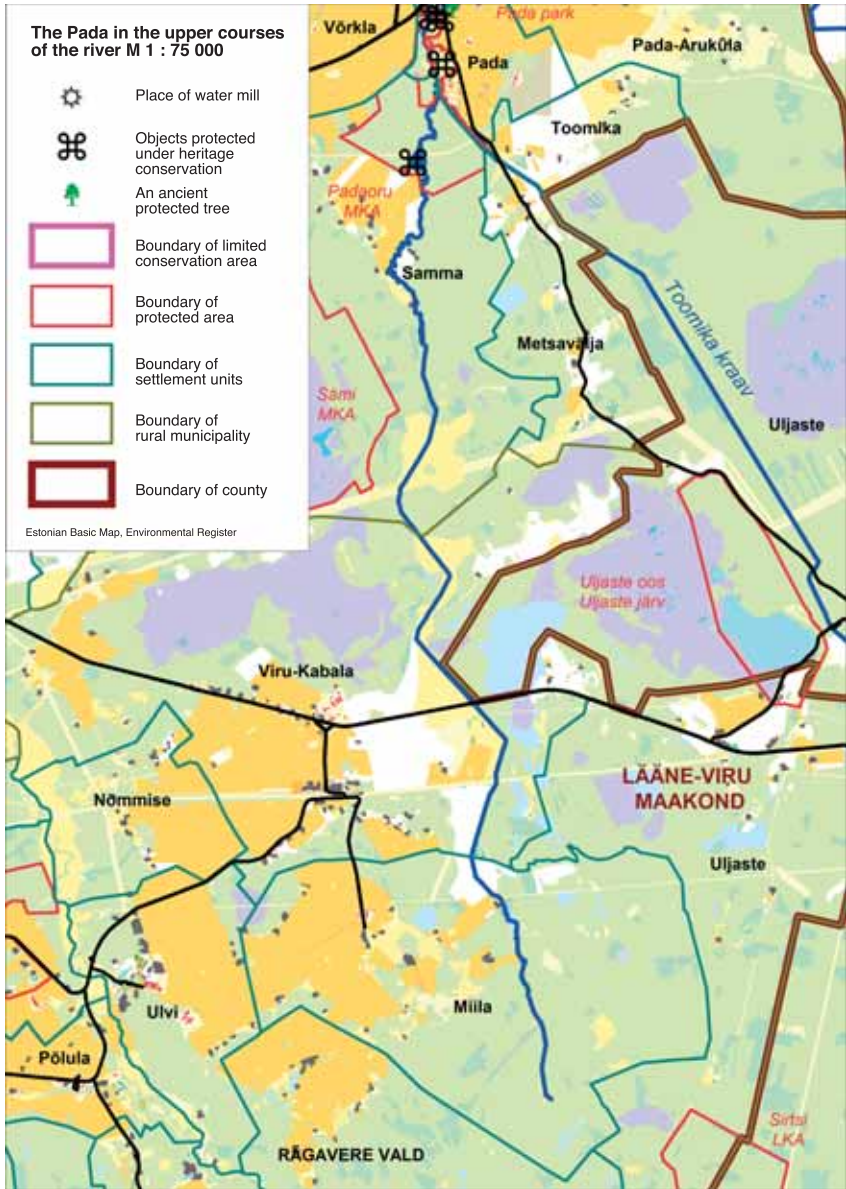 The Pada in the upper courses
of the river M 1 : 75 000
Place of water mill
Objects protected
under heritage
conservation
An ancient
protected tree
Boundary of limited
conservation area
Boundary of
protected area
Boundary of
settlement units
Boundary of
rural municipality
Boundary of county
Estonian Basic Map, Environmental Register
Pada park
Võrkla
Pada-Aruküla
Pada
Toomika
Padaoru
MKA
Samma
Toomika kraav
Metsavälja
Sämi
MKA
Uljaste
Uljaste oos
Uljaste järv
Viru-Kabala
LÄÄNE-VIRU
MAAKOND
Nõmmise
Uljaste
Ulvi
Miila
Põlula
Sirtsi
LKA
RÄGAVERE VALD